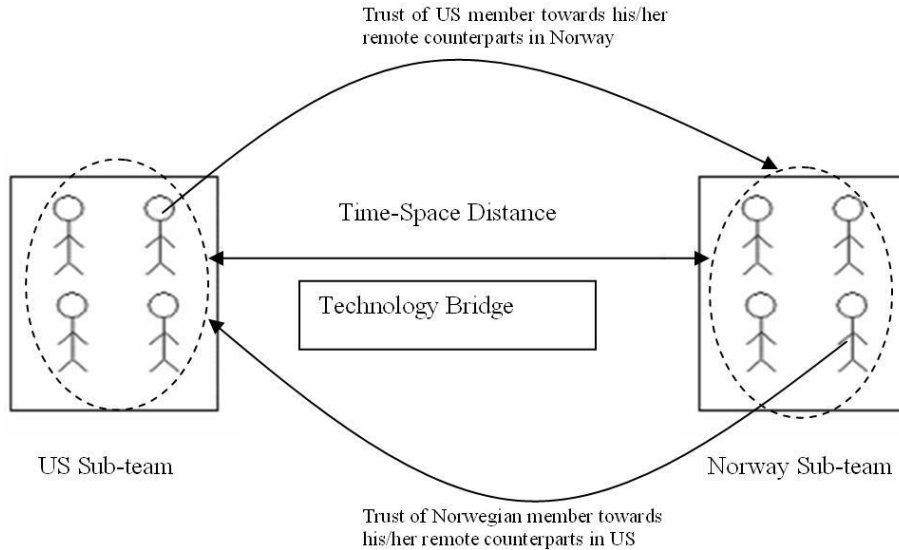 Trust of US member towards his/her
remote counterparts in Norway
Time-Space Distance
Technology Bridge
US Sub-team
Norway Sub-team
Trust of Norwegian member towards
his/her remote counterparts in US